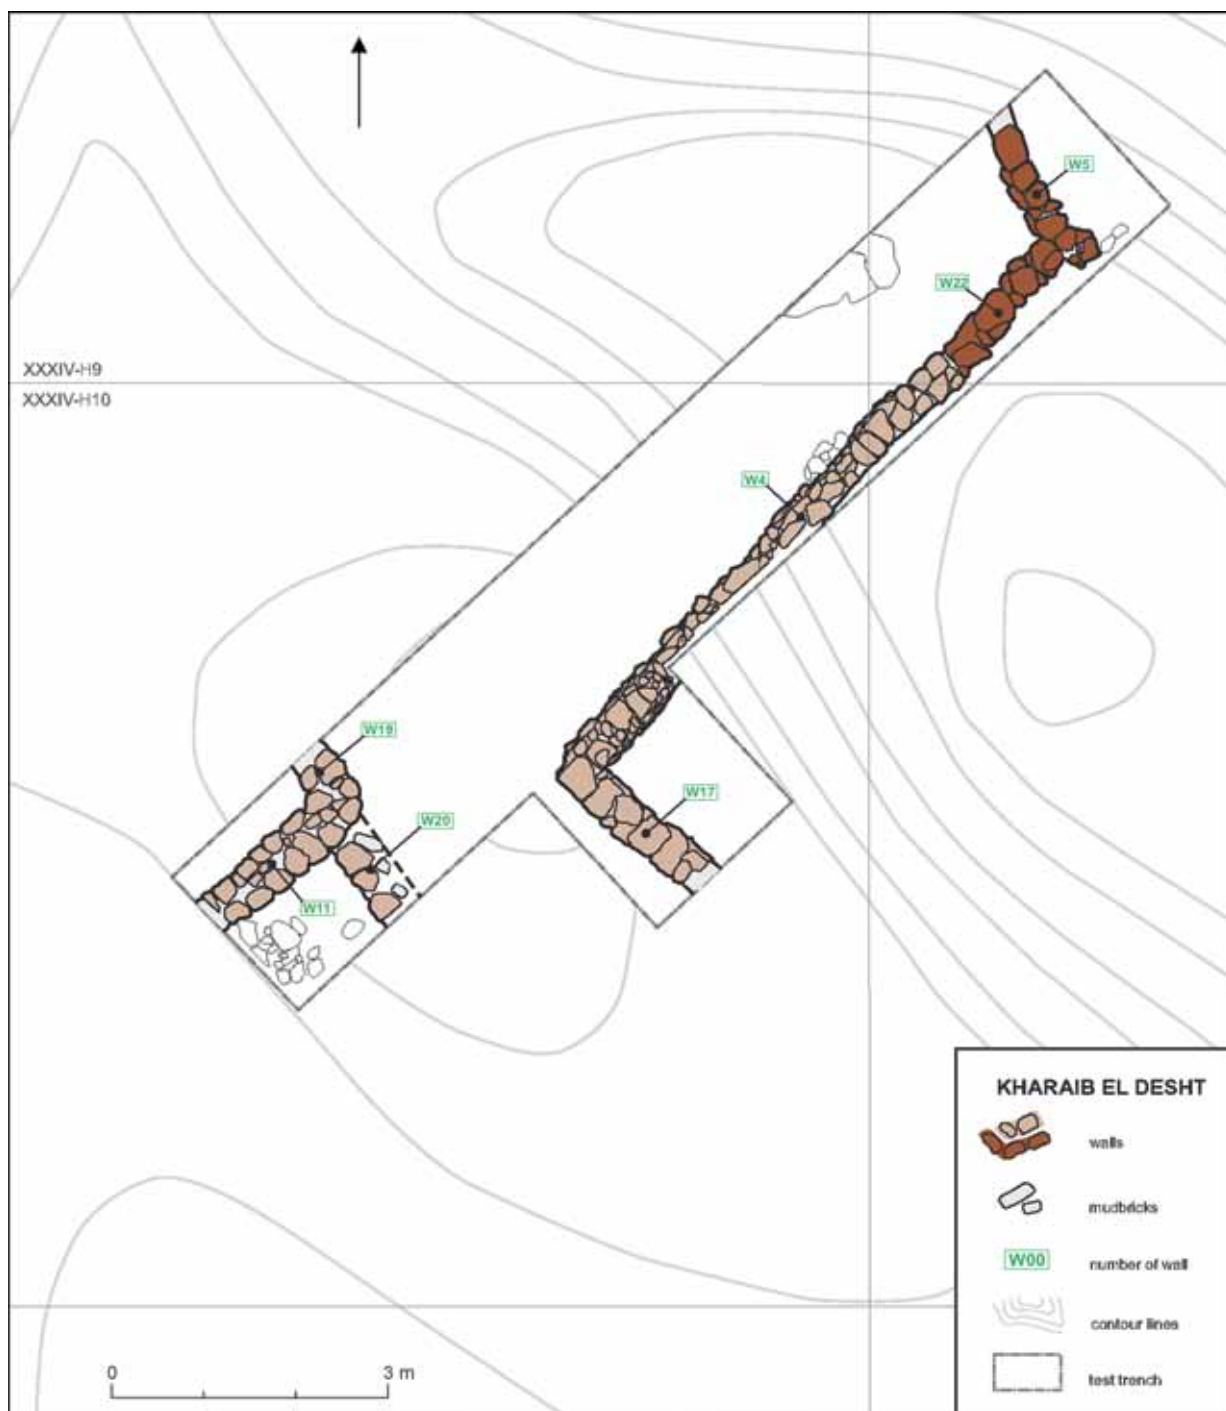 W5
W22
XXXIV-H9
XXXIV-H10
W4
W19
W17
W20
W11
KHARAIB EL DESHT
walls
mudbricks
W00 number of wall
contour lines
test trench
0 3 m